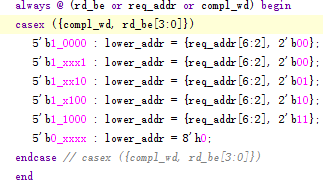 always @ (rd_be or req_addr or compl_wd) begin
casex ({compl_wd, rd_be[3:0]})
5'b1_0000 : lower_addr = {req_addr[6:2], 2'b00};
5'b1_xxx1 : lower_addr = {req_addr[6:2], 2'b00};
5'b1_xx10 : lower_addr = {req_addr[6:2], 2'b01};
5'b1_x100 : lower_addr = {req_addr[6:2], 2'b10};
5'b1_1000 : lower_addr = {req_addr[6:2], 2'b11};
5'b0_xxxx : lower_addr = 8'h0;
endcase // casex ({compl_wd, rd_be[3:0]})
end